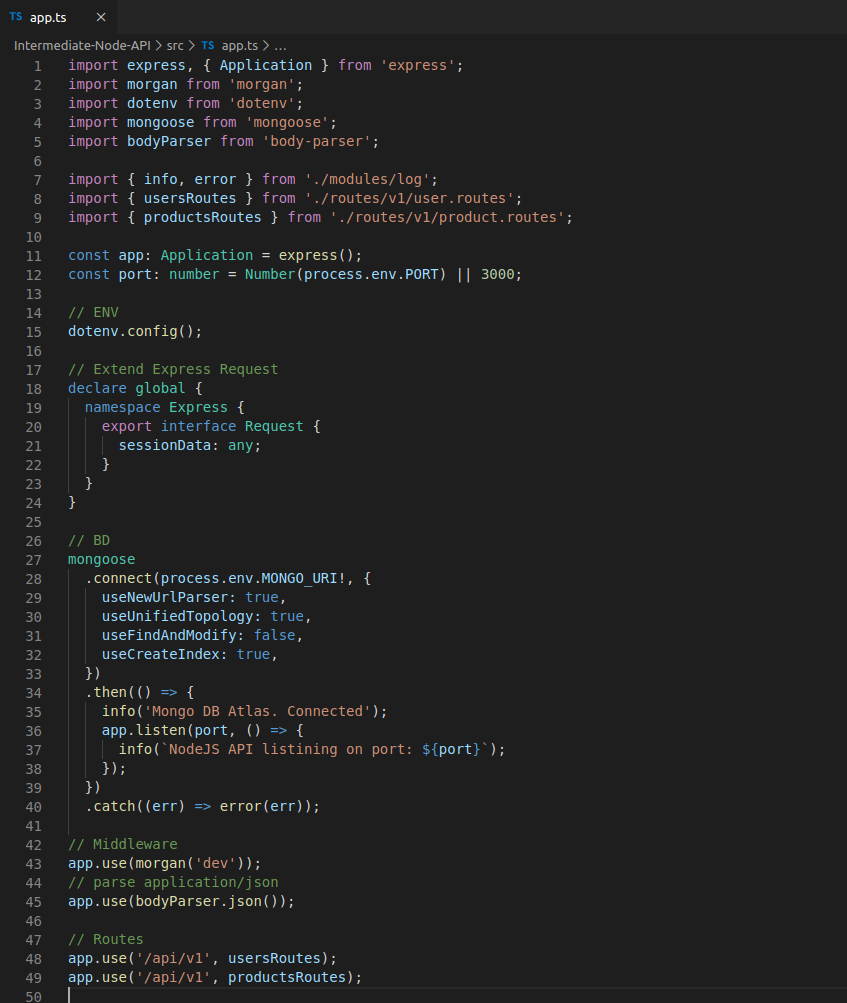 TS app.ts ×
Intermediate-Node-API > src > TS app.ts > ...
1 import express, { Application } from 'express';
2 import morgan from 'morgan';
3 import dotenv from 'dotenv';
4 import mongoose from 'mongoose';
5 import bodyParser from 'body-parser';
6
7 import { info, error } from './modules/log';
8 import { usersRoutes } from './routes/v1/user.routes';
9 import { productsRoutes } from './routes/v1/product.routes';
10
11 const app: Application = express();
12 const port: number = Number(process.env.PORT) || 3000;
13
14 // ENV
15 dotenv.config();
16
17 // Extend Express Request
18 declare global {
19   namespace Express {
20     export interface Request {
21       sessionData: any;
22     }
23   }
24 }
25
26 // BD
27 mongoose
28   .connect(process.env.MONGO_URI!, {
29     useNewUrlParser: true,
30     useUnifiedTopology: true,
31     useFindAndModify: false,
32     useCreateIndex: true,
33   })
34   .then(() => {
35     info('Mongo DB Atlas. Connected');
36     app.listen(port, () => {
37       info(`NodeJS API listining on port: ${port}`);
38     });
39   })
40   .catch((err) => error(err));
41
42 // Middleware
43 app.use(morgan('dev'));
44 // parse application/json
45 app.use(bodyParser.json());
46
47 // Routes
48 app.use('/api/v1', usersRoutes);
49 app.use('/api/v1', productsRoutes);
50